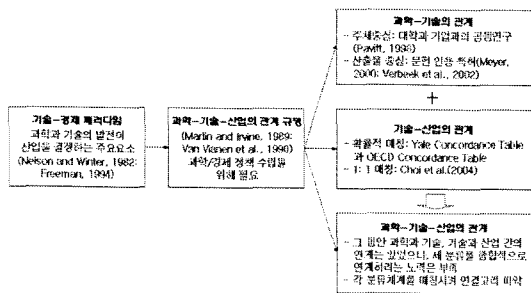 기술-경제 패러다임
과학과 기술의 발전이
산업을 결정하는 주요요소
(Nelson and Winter, 1982;
Freeman, 1994)
과학-기술-산업의 관계 규명
(Martin and Irvine, 1989;
Van Vianen et al., 1990)
과학/경제 정책 수립을
위해 필요
과학-기술의 관계
- 주체중심: 대학과 기업과의 공동연구
(Pavitt, 1998)
- 산출물 중심: 문헌 인용 특허(Meyer,
2000; Verbeek et al., 2002)
+
기술-산업의 관계
- 확률적 매칭: Yale Concordance Table
과 OECD Concordance Table
- 1:1 매칭: Choi et al.(2004)
과학-기술-산업의 관계
- 그 동안 과학과 기술, 기술과 산업 간의
연계는 있었으나, 세 분류를 종합적으로
연계하려는 노력은 부족
- 각 분류체계를 매칭시켜 연결고리 파악